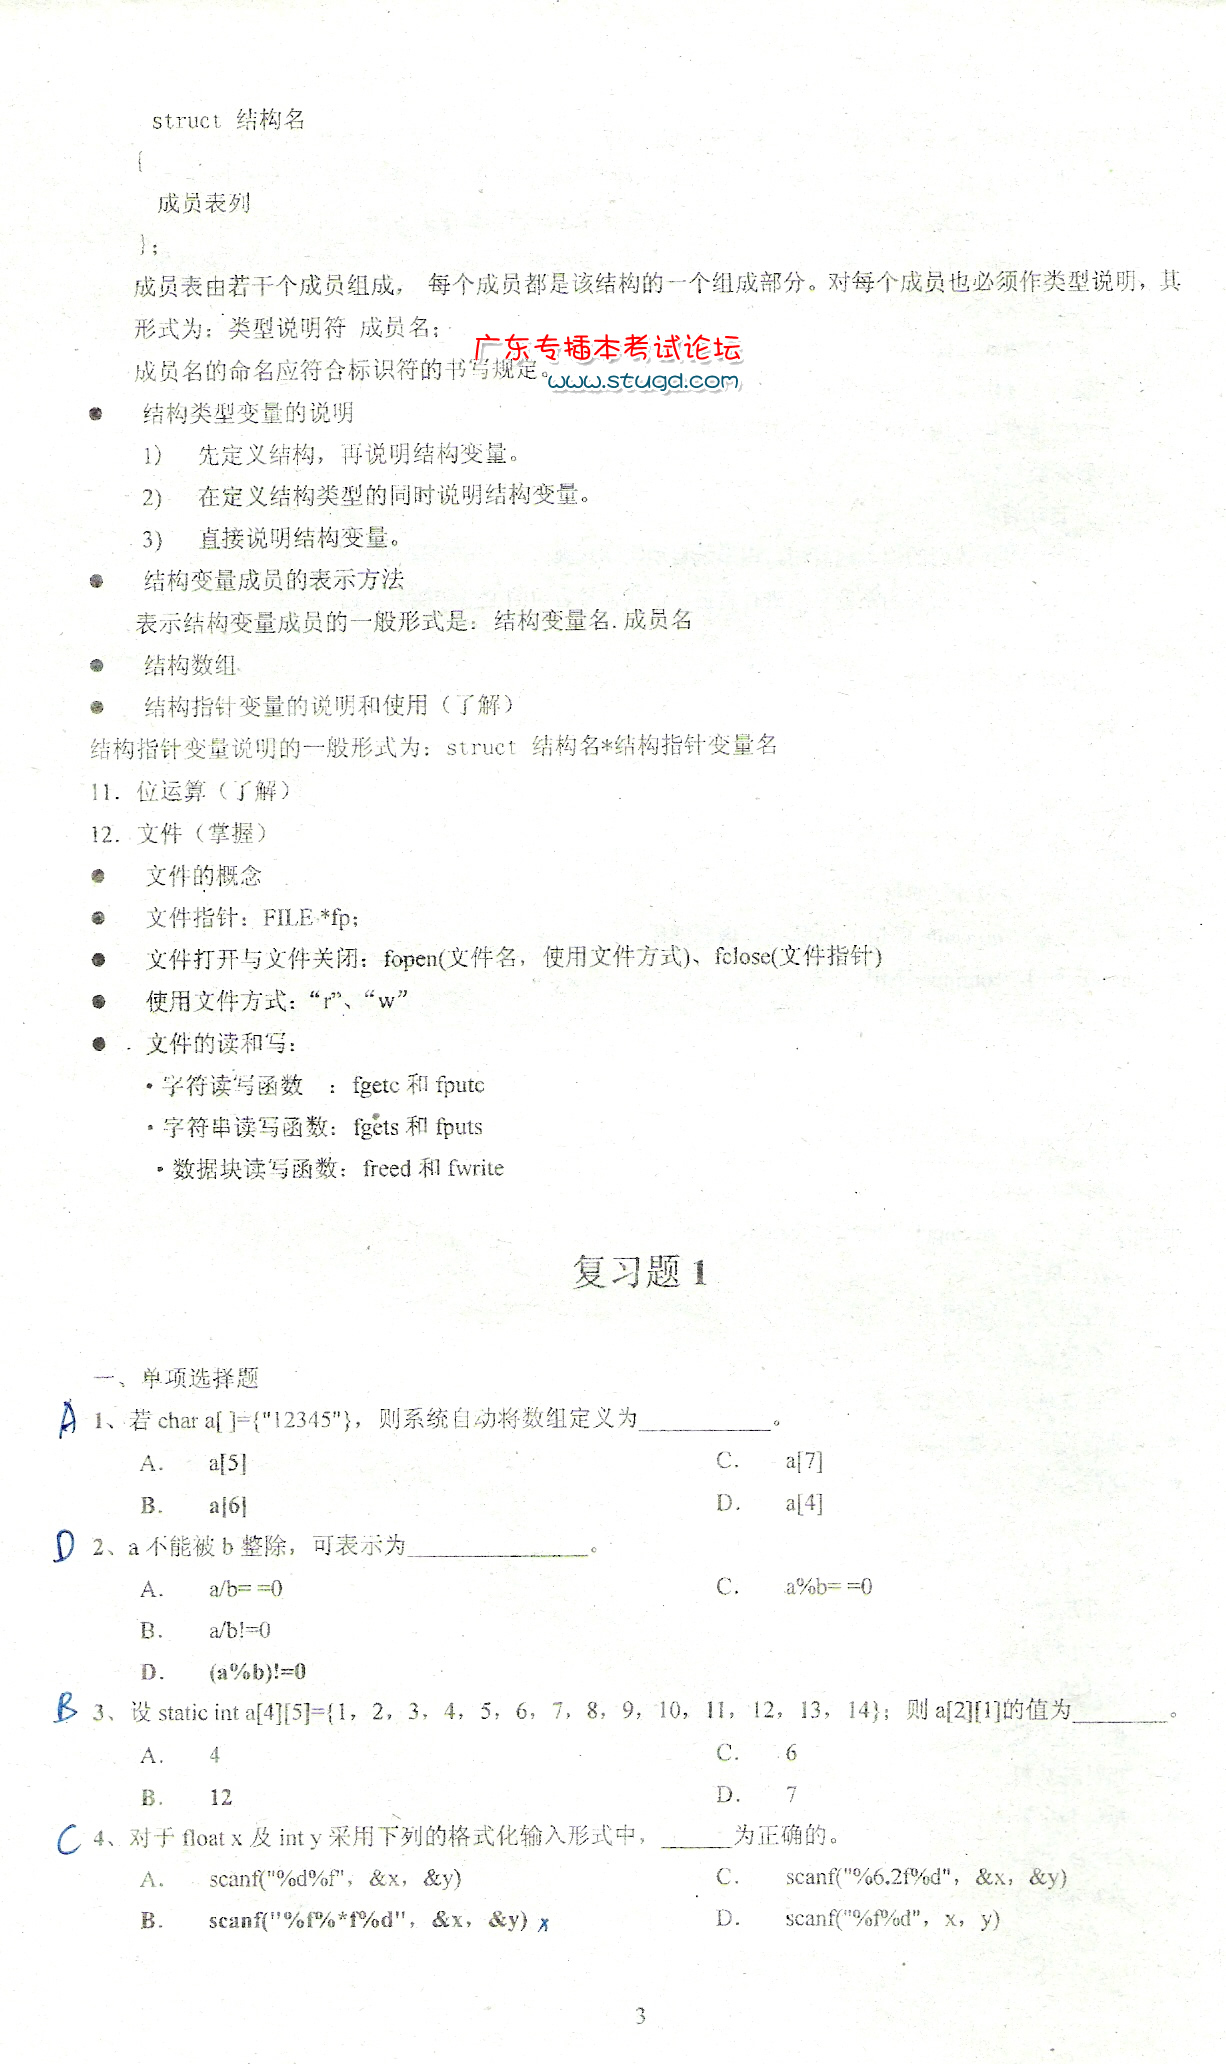 struct 结构名
{
成员表列
};
成员表由若干个成员组成， 每个成员都是该结构的一个组成部分。对每个成员也必须作类型说明，其
形式为：类型说明符 成员名；
广东专插本考试论坛
成员名的命名应符合标识符的书写规定。
www.stugd.com
● 结构类型变量的说明
1) 先定义结构，再说明结构变量。
2) 在定义结构类型的同时说明结构变量。
3) 直接说明结构变量。
● 结构变量成员的表示方法
表示结构变量成员的一般形式是：结构变量名.成员名
● 结构数组
● 结构指针变量的说明和使用（了解）
结构指针变量说明的一般形式为：struct 结构名*结构指针变量名
11．位运算（了解）
12．文件（掌握）
● 文件的概念
● 文件指针：FILE *fp;
● 文件打开与文件关闭：fopen(文件名，使用文件方式)、fclose(文件指针)
● 使用文件方式：“r”、“w”
● 文件的读和写：
·字符读写函数 ：fgetc 和 fputc
·字符串读写函数：fgets 和 fputs
·数据块读写函数：freed 和 fwrite
复习题 1
一、单项选择题
A 1、若 char a[ ]={"12345"}，则系统自动将数组定义为__________。
A. a[5] C. a[7]
B. a[6] D. a[4]
D 2、a 不能被 b 整除，可表示为______________。
A. a/b= =0 C. a%b= =0
B. a/b!=0
D. (a%b)!=0
B 3、设 static int a[4][5]={1，2，3，4，5，6，7，8，9，10，11，12，13，14}；则 a[2][1]的值为________。
A. 4 C. 6
B. 12 D. 7
C 4、对于 float x 及 int y 采用下列的格式化输入形式中，______为正确的。
A. scanf("%d%f"，&x，&y) C. scanf("%6.2f%d"，&x，&y)
B. scanf("%f%*f%d"，&x，&y) x D. scanf("%f%d"，x，y)
3